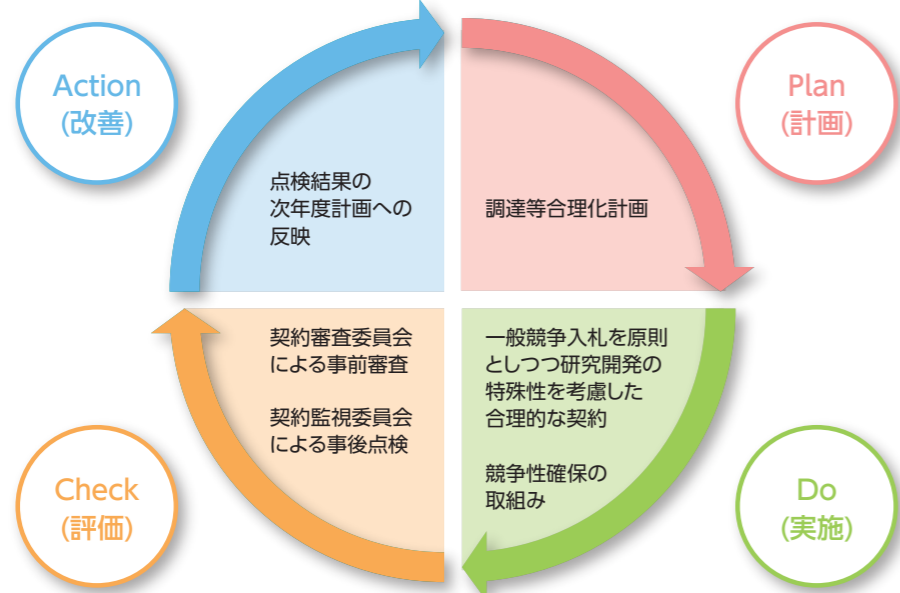 Action
(改善)
点検結果の
次年度計画への
反映
Plan
(計画)
調達等合理化計画
契約審査委員会
による事前審査
契約監視委員会
による事後点検
Check
(評価)
一般競争入札を原則
としつつ研究開発の
特殊性を考慮した
合理的な契約
競争性確保の
取組み
Do
(実施)